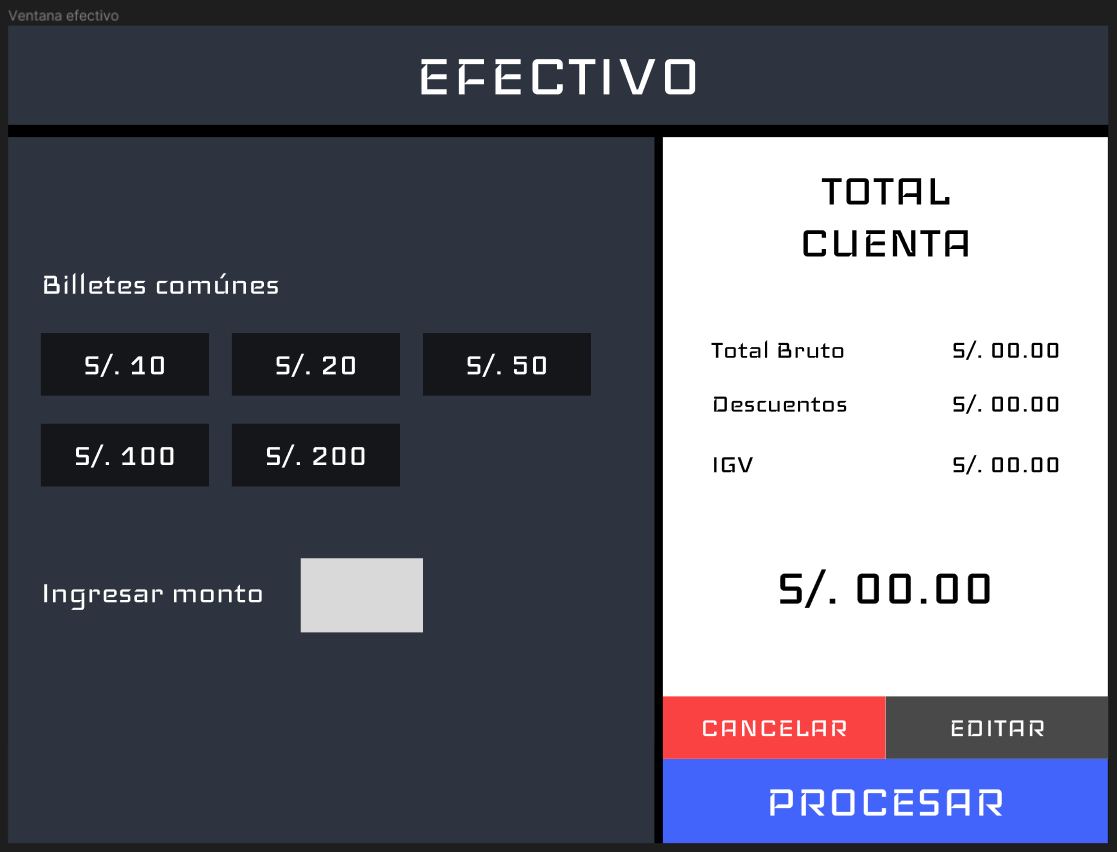 Ventana efectivo
EFECTIVO
Billetes comúnes
S/. 10
S/. 20
S/. 50
S/. 100
S/. 200
Ingresar monto
TOTAL
CUENTA
Total Bruto S/. 00.00
Descuentos S/. 00.00
IGV S/. 00.00
S/. 00.00
CANCELAR
EDITAR
PROCESAR